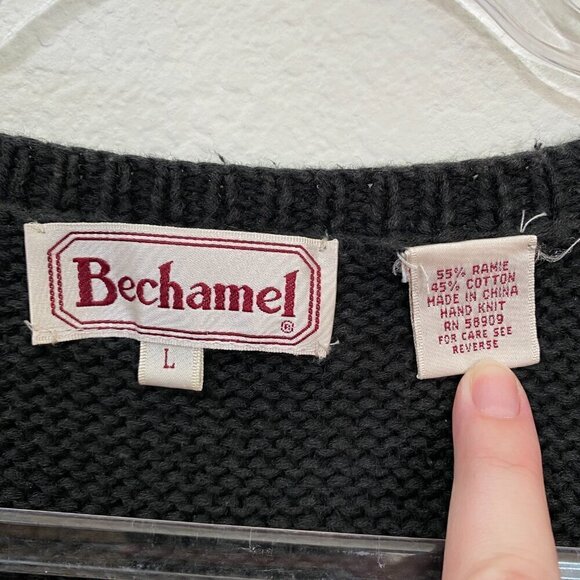 Bechamel
®
L
55% RAMIE
45% COTTON
MADE IN CHINA
HAND KNIT
RN 58909
FOR CARE SEE
REVERSE